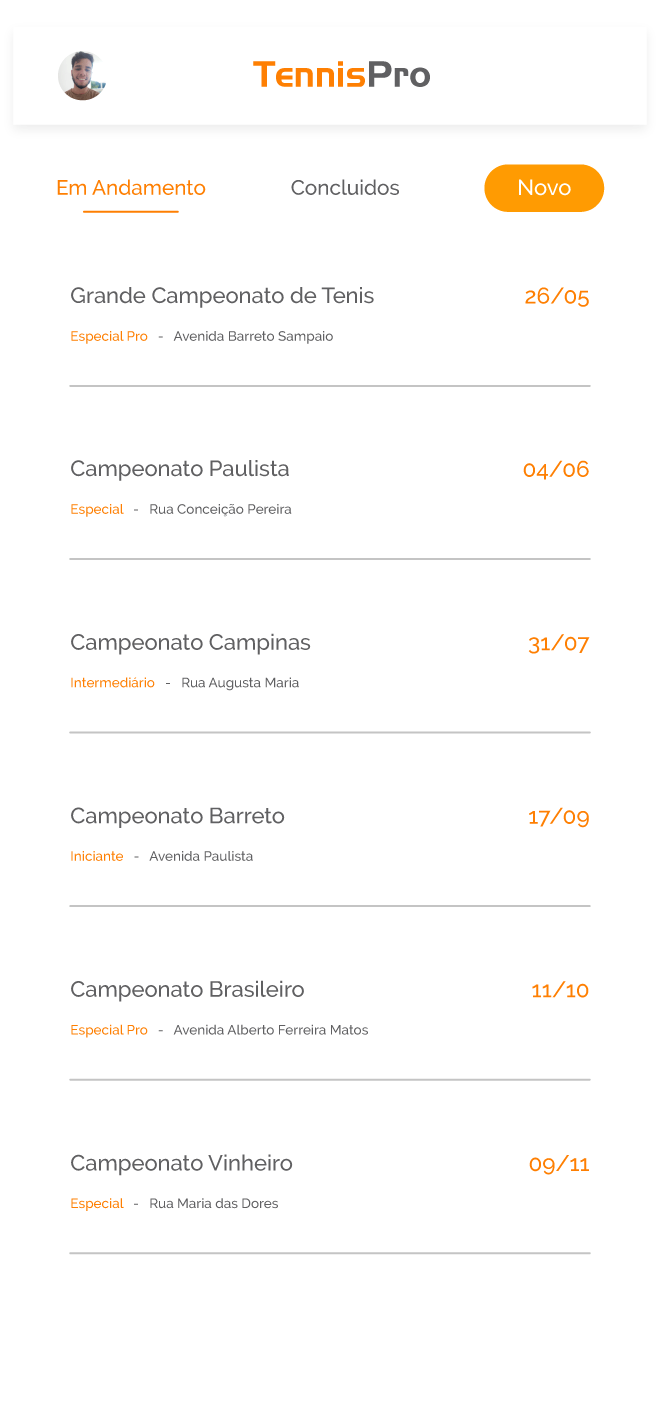 TennisPro
Em Andamento Concluidos Novo
Grande Campeonato de Tenis 26/05
Especial Pro - Avenida Barreto Sampaio
Campeonato Paulista 04/06
Especial - Rua Conceição Pereira
Campeonato Campinas 31/07
Intermediário - Rua Augusta Maria
Campeonato Barreto 17/09
Iniciante - Avenida Paulista
Campeonato Brasileiro 11/10
Especial Pro - Avenida Alberto Ferreira Matos
Campeonato Vinheiro 09/11
Especial - Rua Maria das Dores